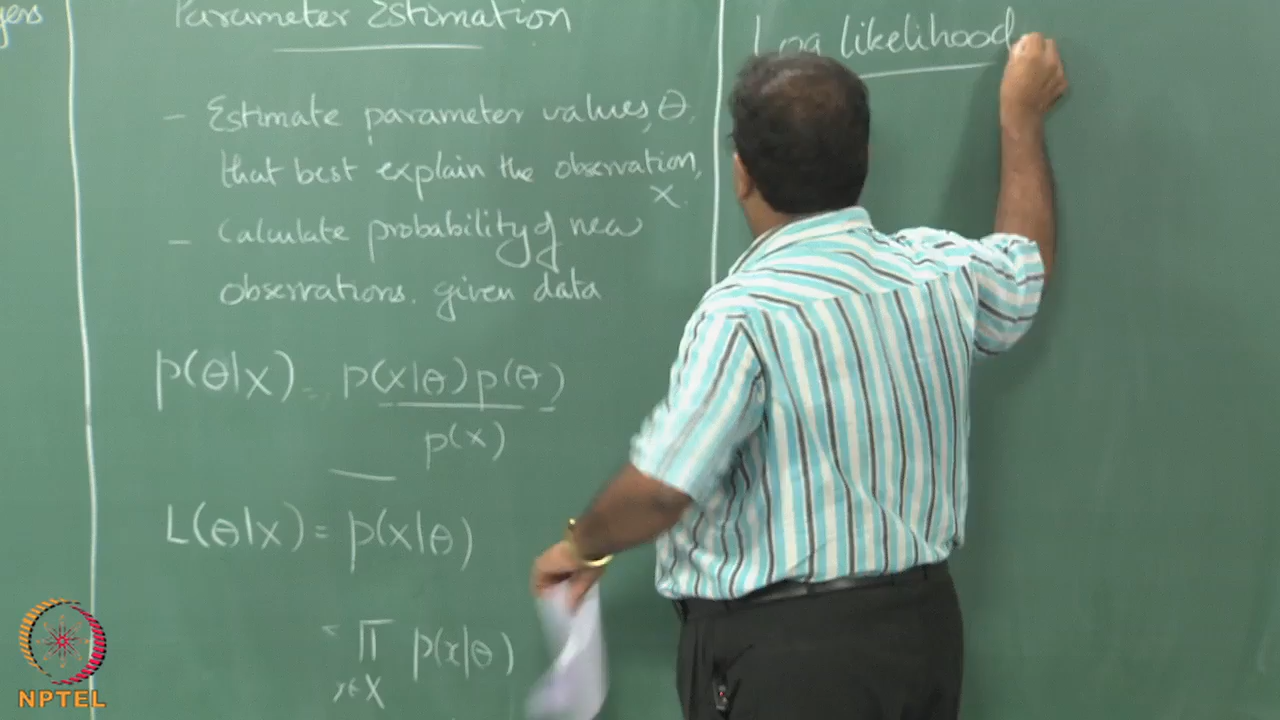 Parameter Estimation
- Estimate parameter values, θ,
that best explain the observation,
X.
- Calculate probability of new
observations. given data
p(θ|X) = p(X|θ) p(θ)
p(X)
L(θ|X) = p(X|θ)
= Π p(x|θ)
x∈X
Log likelihood
NPTEL